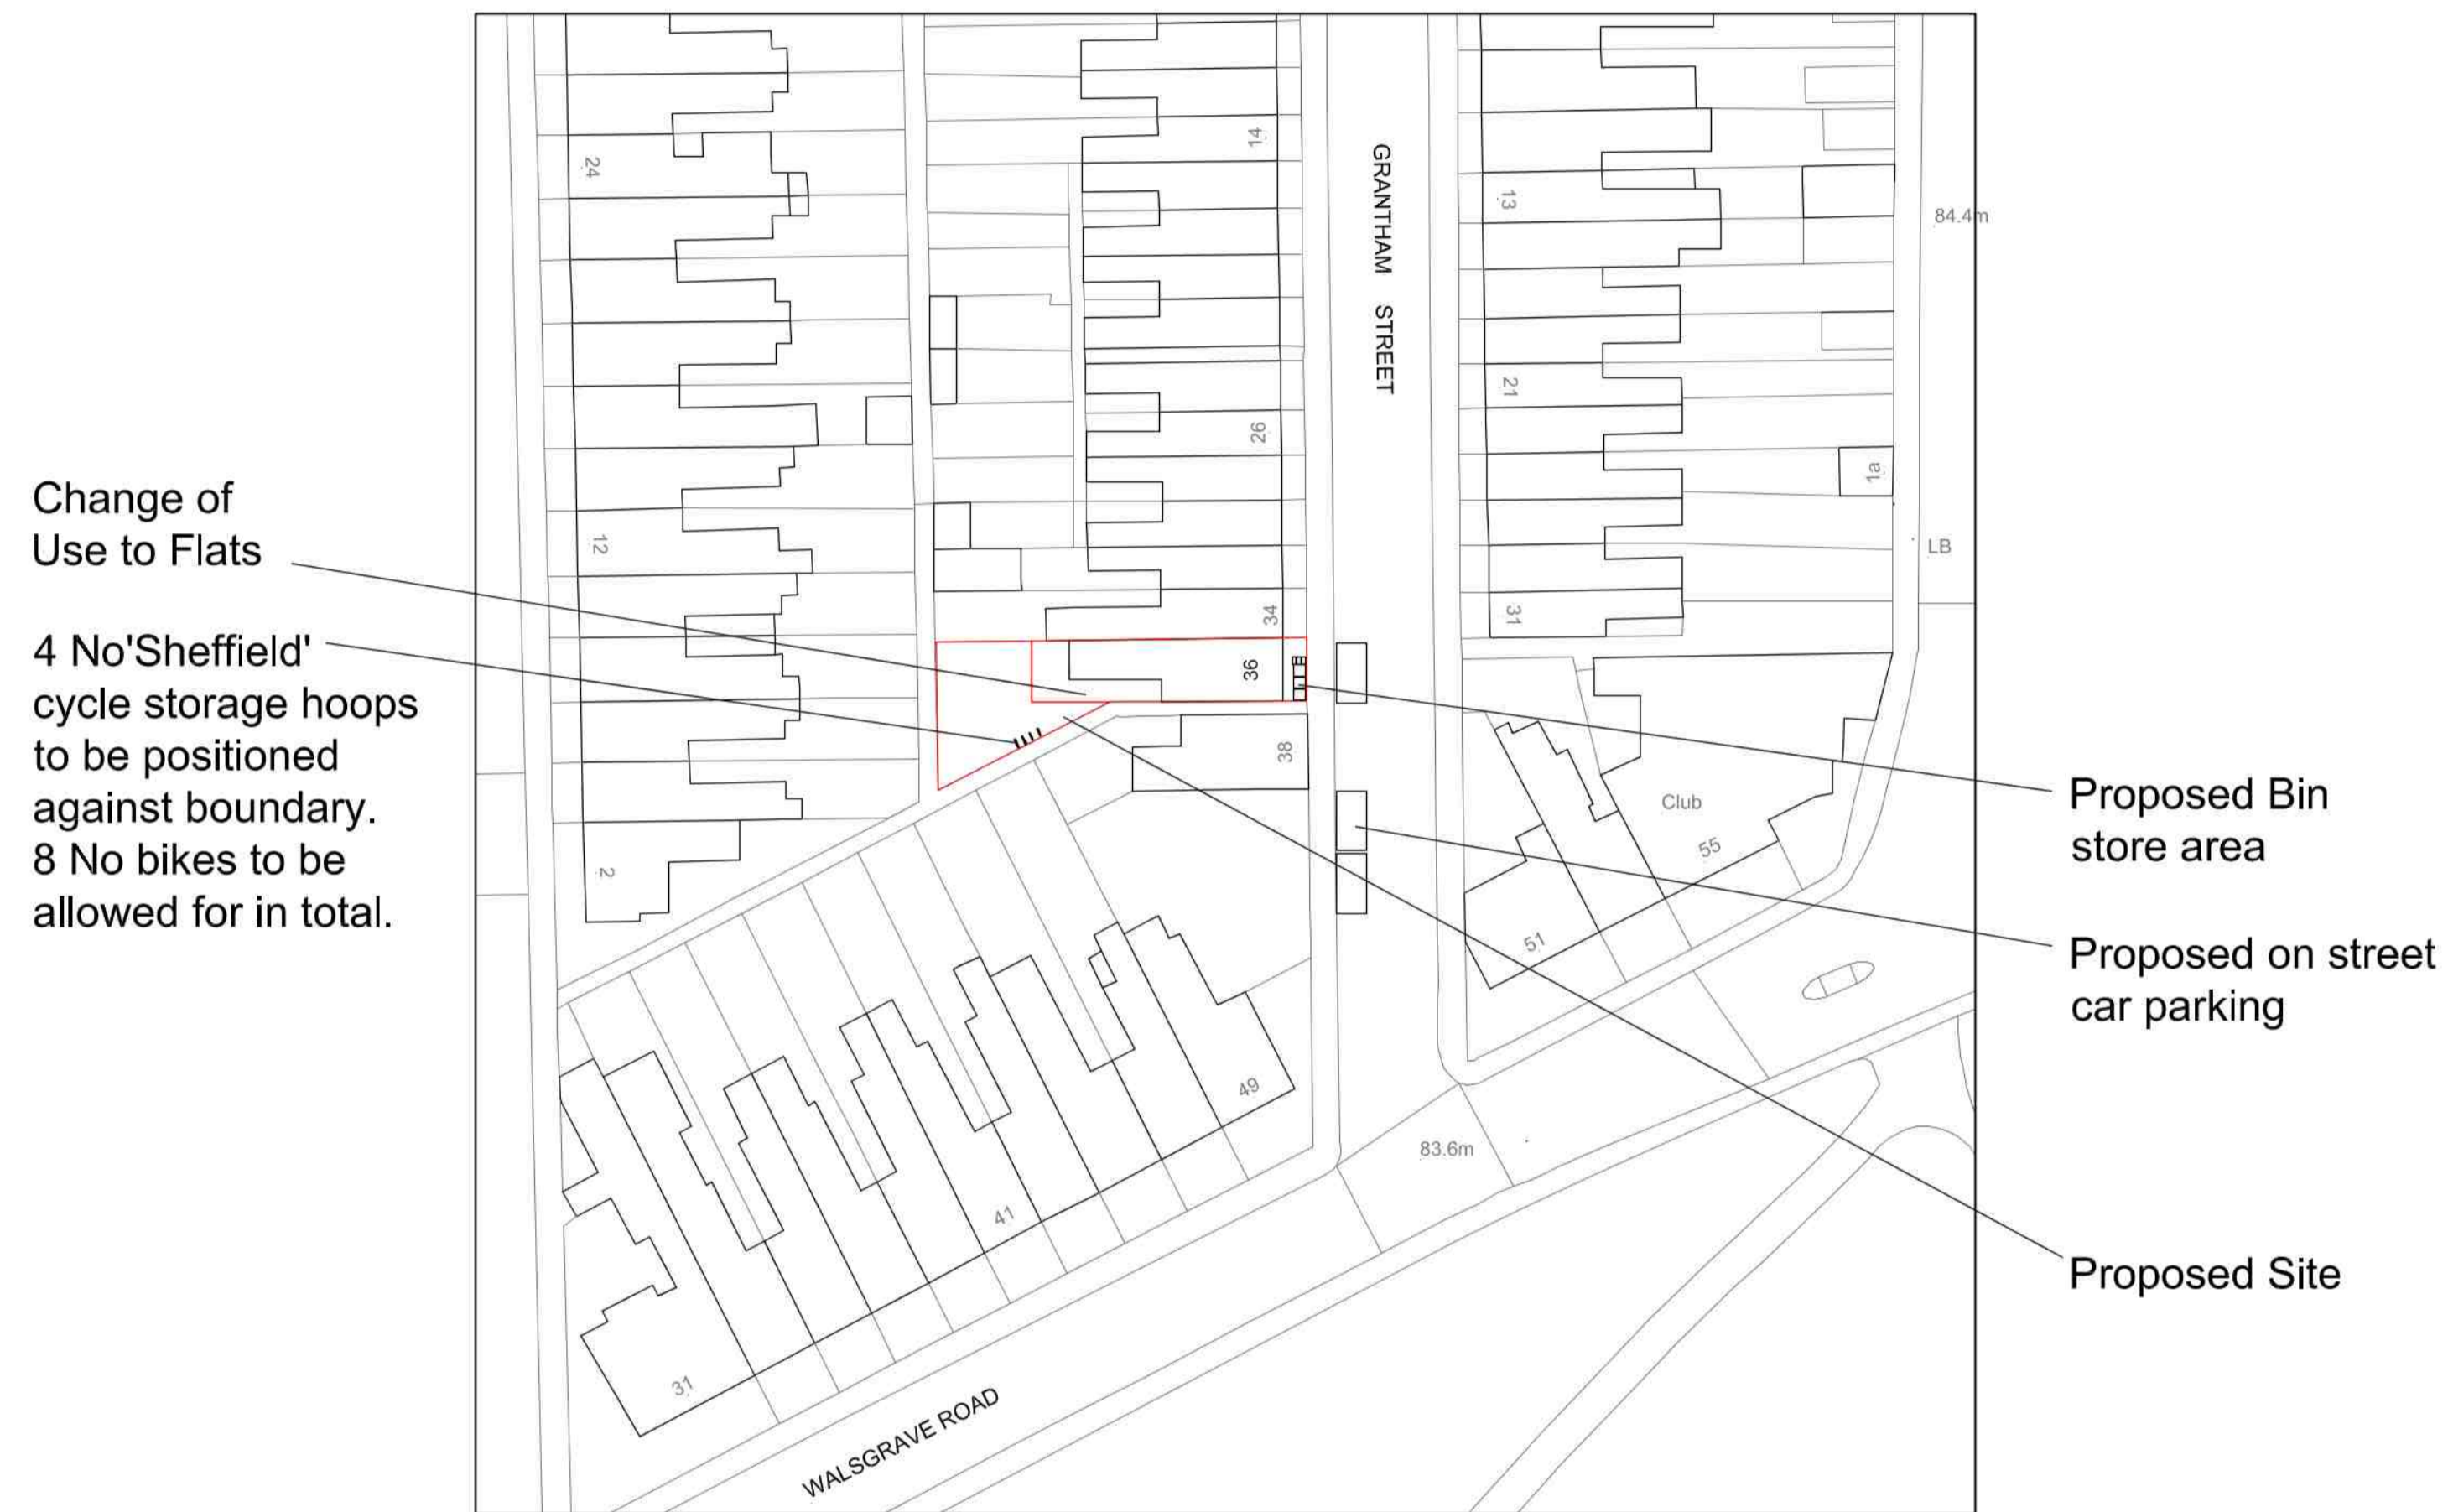 Change of
Use to Flats
4 No'Sheffield'
cycle storage hoops
to be positioned
against boundary.
8 No bikes to be
allowed for in total.
24
12
2
14
26
34
36
38
GRANTHAM STREET
13
21
31
1a
84.4m
LB
Club
55
51
49
41
31
83.6m
WALSGRAVE ROAD
Proposed Bin
store area
Proposed on street
car parking
Proposed Site